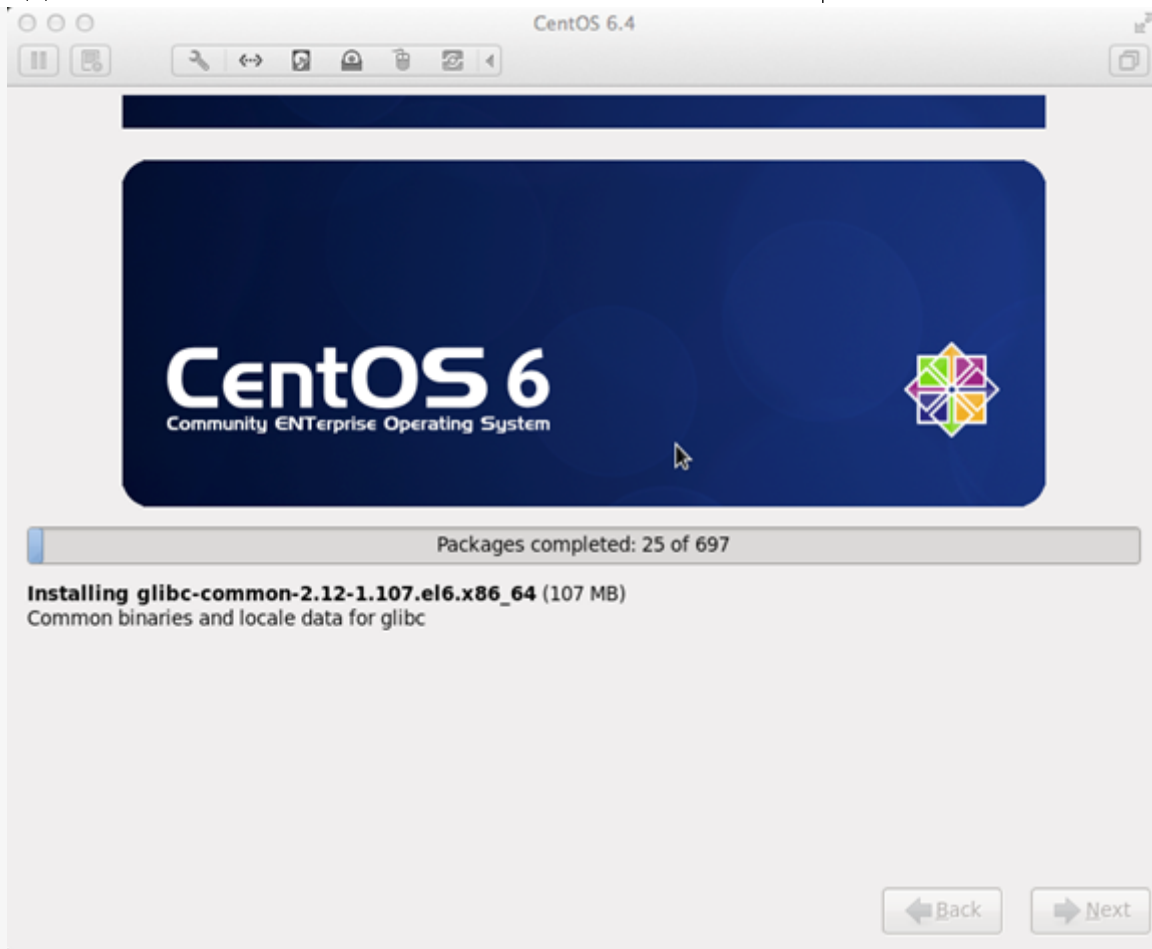 CentOS 6.4
CentOS 6
Community ENTerprise Operating System
Packages completed: 25 of 697
Installing glibc-common-2.12-1.107.el6.x86_64 (107 MB)
Common binaries and locale data for glibc
Back
Next